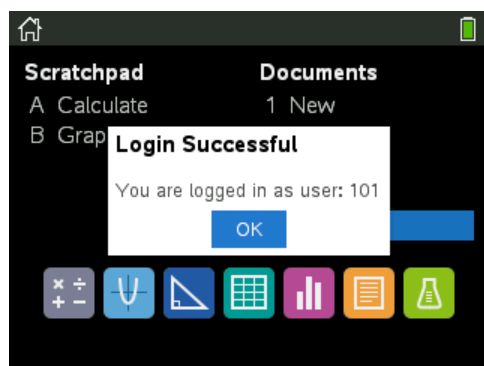 Scratchpad
Documents
A Calculate
1 New
B Grap
Login Successful
You are logged in as user: 101
OK